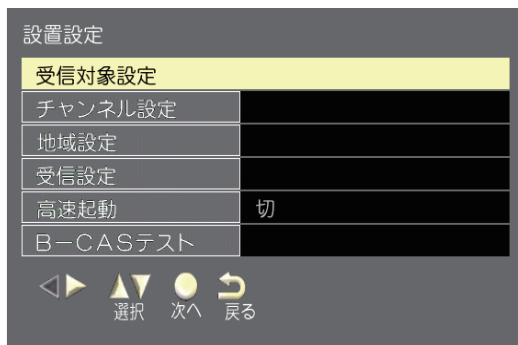 設置設定
受信対象設定
チャンネル設定
地域設定
受信設定
高速起動 切
B-CASテスト
選択 次へ 戻る